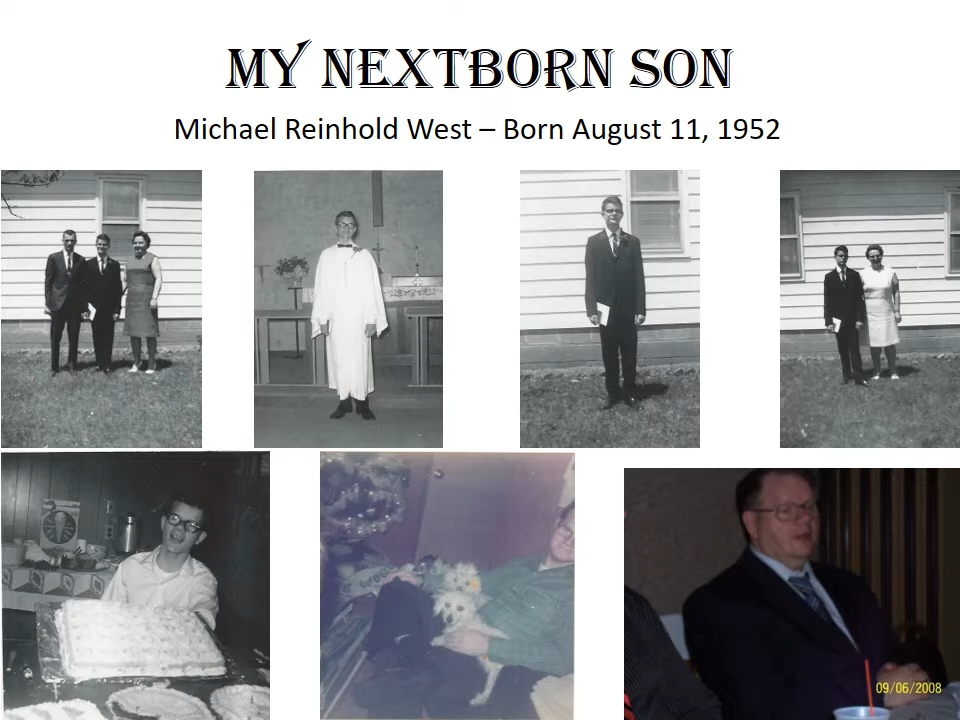 MY NEXTBORN SON
Michael Reinhold West – Born August 11, 1952
09/06/2008